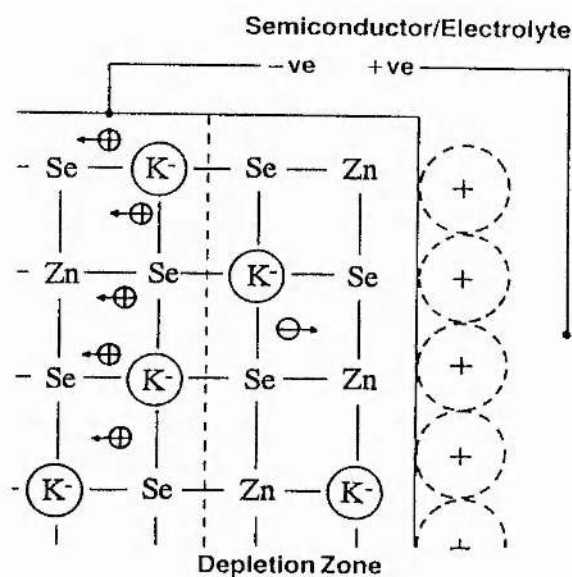 Semiconductor/Electrolyte
−ve +ve
Se K⁻ Se Zn +
Zn Se K⁻ Se +
Se K⁻ Se Zn +
K⁻ Se Zn K⁻ +
+
Depletion Zone